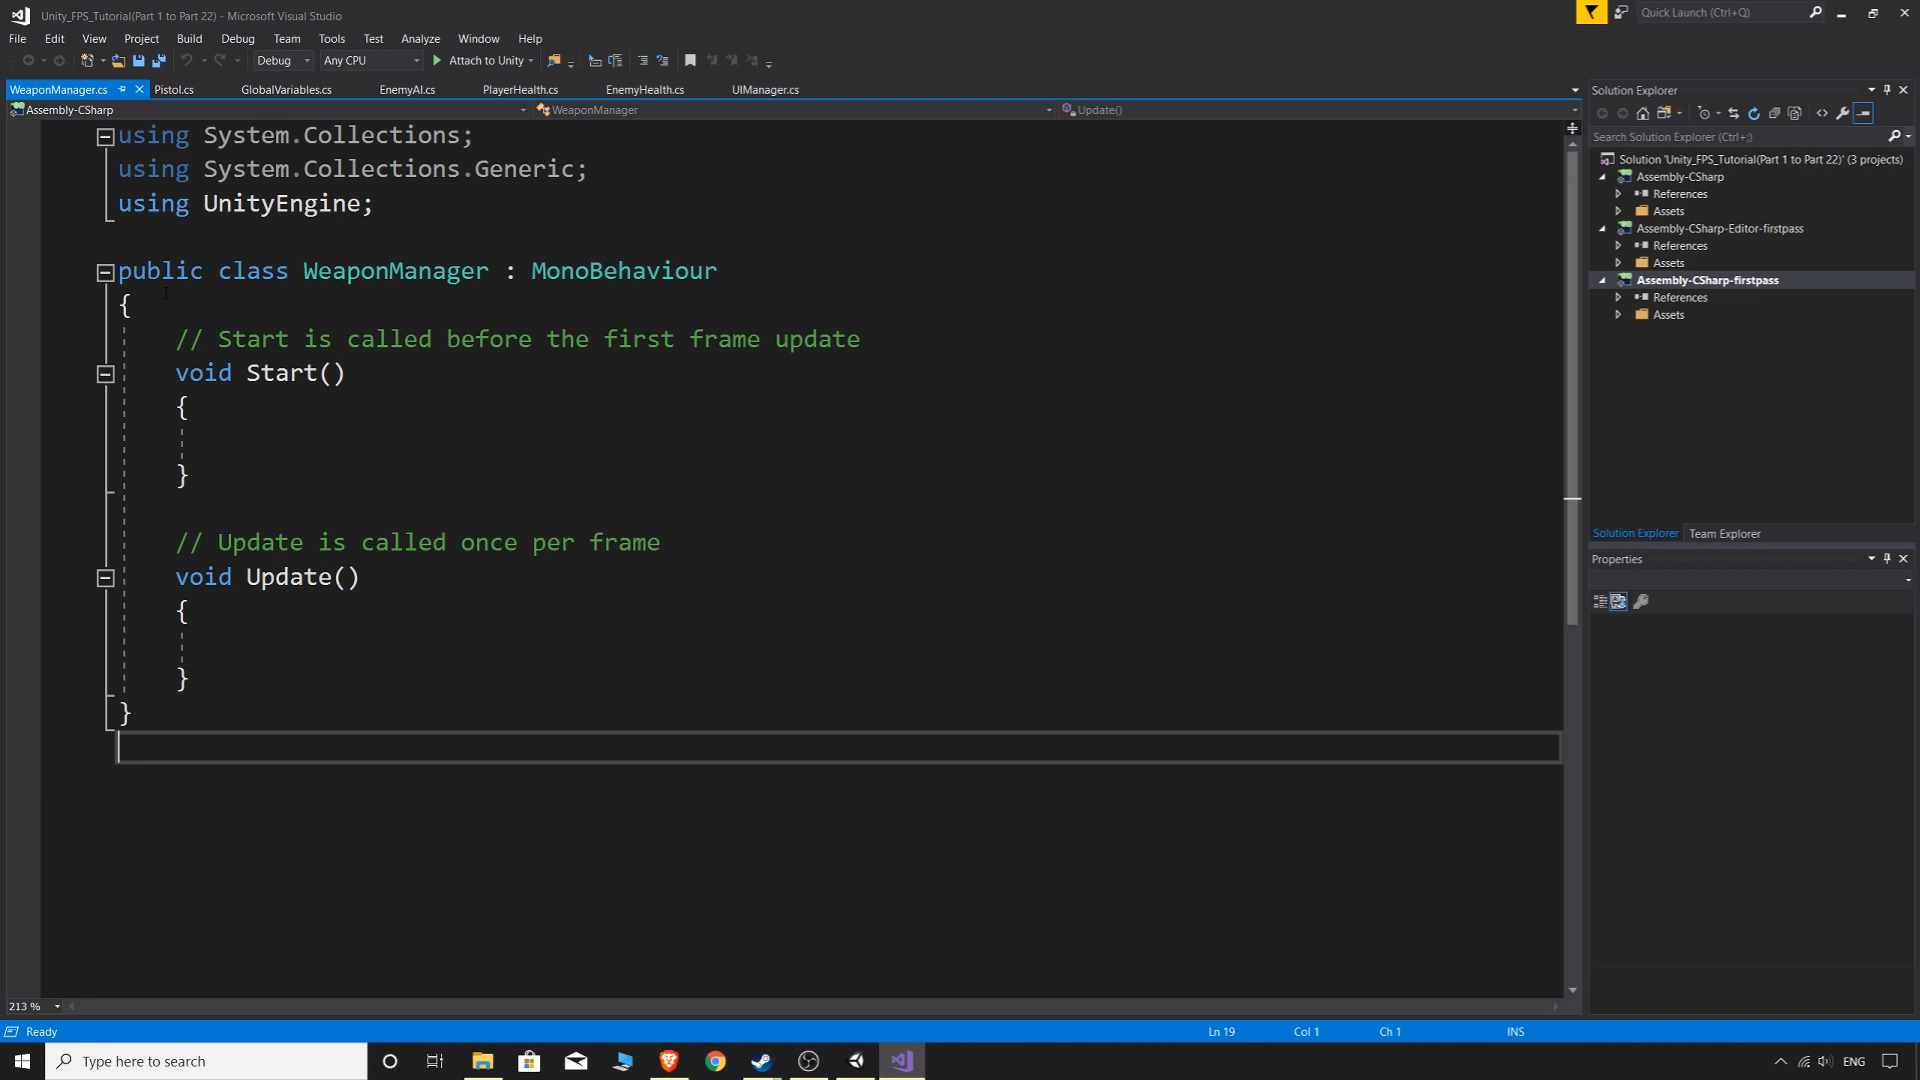 Unity_FPS_Tutorial(Part 1 to Part 22) - Microsoft Visual Studio
Quick Launch (Ctrl+Q)
File Edit View Project Build Debug Team Tools Test Analyze Window Help
Debug Any CPU Attach to Unity
WeaponManager.cs Pistol.cs GlobalVariables.cs EnemyAI.cs PlayerHealth.cs EnemyHealth.cs UIManager.cs
Assembly-CSharp WeaponManager Update()
using System.Collections;
using System.Collections.Generic;
using UnityEngine;
public class WeaponManager : MonoBehaviour
{
// Start is called before the first frame update
void Start()
{
}
// Update is called once per frame
void Update()
{
}
}
213 %
Solution Explorer
Search Solution Explorer (Ctrl+;)
Solution 'Unity_FPS_Tutorial(Part 1 to Part 22)' (3 projects)
Assembly-CSharp
References
Assets
Assembly-CSharp-Editor-firstpass
References
Assets
Assembly-CSharp-firstpass
References
Assets
Solution Explorer Team Explorer
Properties
Ready Ln 19 Col 1 Ch 1 INS
Type here to search ENG